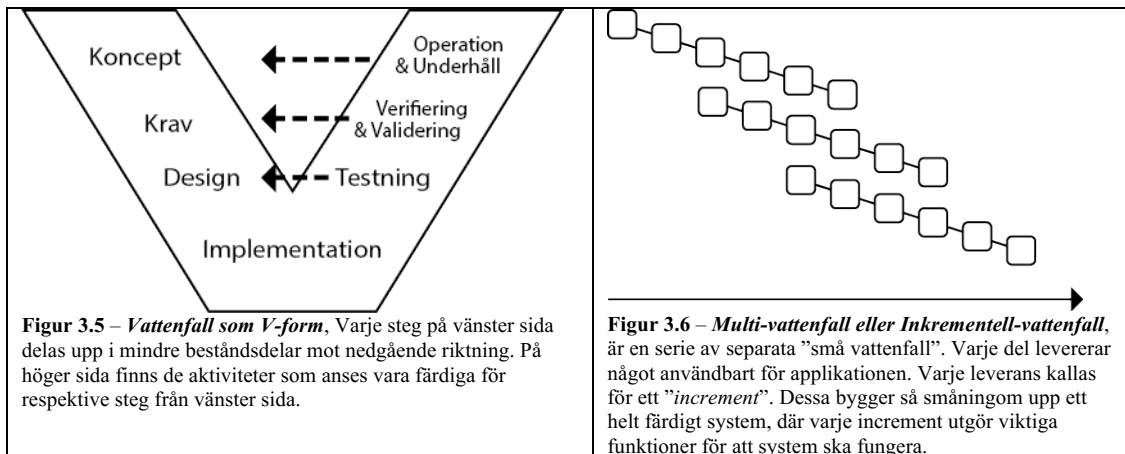 Koncept
Operation
& Underhåll
Krav
Verifiering
& Validering
Design
Testning
Implementation
Figur 3.5 – Vattenfall som V-form, Varje steg på vänster sida
delas upp i mindre beståndsdelar mot nedgående riktning. På
höger sida finns de aktiviteter som anses vara färdiga för
respektive steg från vänster sida.
Figur 3.6 – Multi-vattenfall eller Inkrementell-vattenfall,
är en serie av separata ”små vattenfall”. Varje del levererar
något användbart för applikationen. Varje leverans kallas
för ett ”increment”. Dessa bygger så småningom upp ett
helt färdigt system, där varje increment utgör viktiga
funktioner för att system ska fungera.